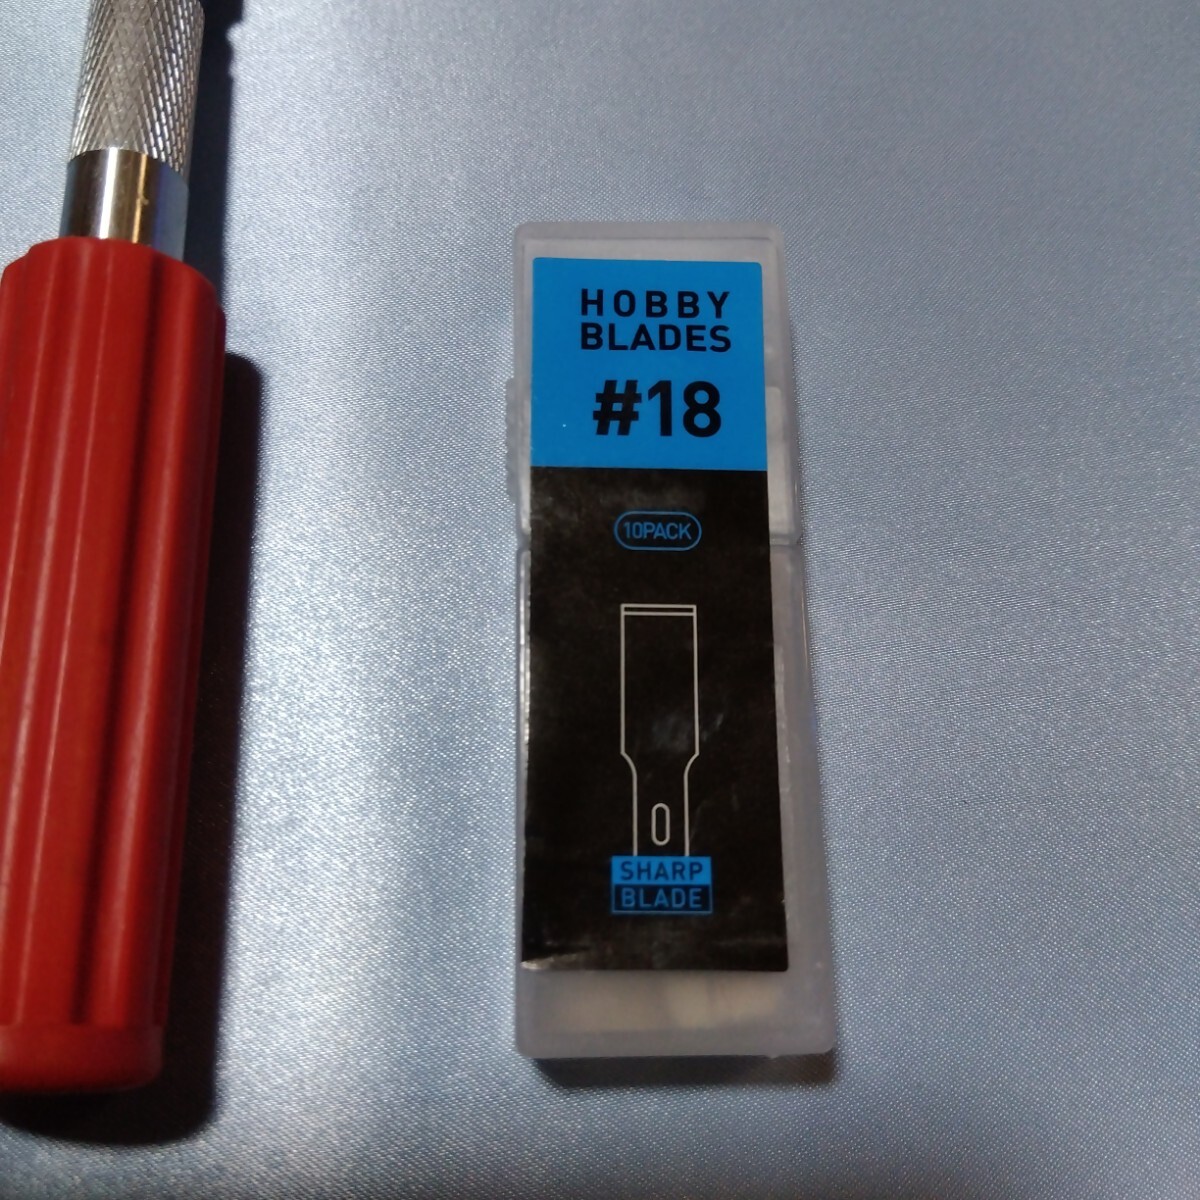 HOBBY
BLADES
#18
10PACK
SHARP
BLADE